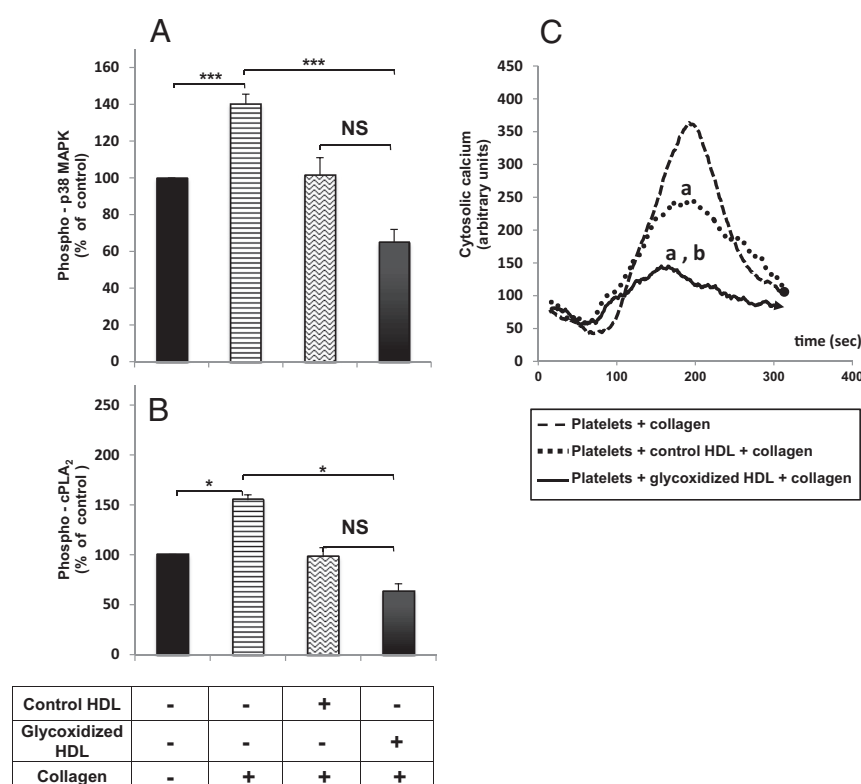 A
Phospho - p38 MAPK
(% of control)
160
140
120
100
80
60
40
20
0
***
***
NS
B
Phospho - cPLA₂
(% of control )
250
200
150
100
50
0
*
*
NS
Control HDL - - + -
Glycoxidized
HDL - - - +
Collagen - + + +
C
Cytosolic calcium
(arbitrary units)
450
400
350
300
250
200
150
100
50
0
a
a , b
time (sec)
0 100 200 300 400
Platelets + collagen
Platelets + control HDL + collagen
Platelets + glycoxidized HDL + collagen